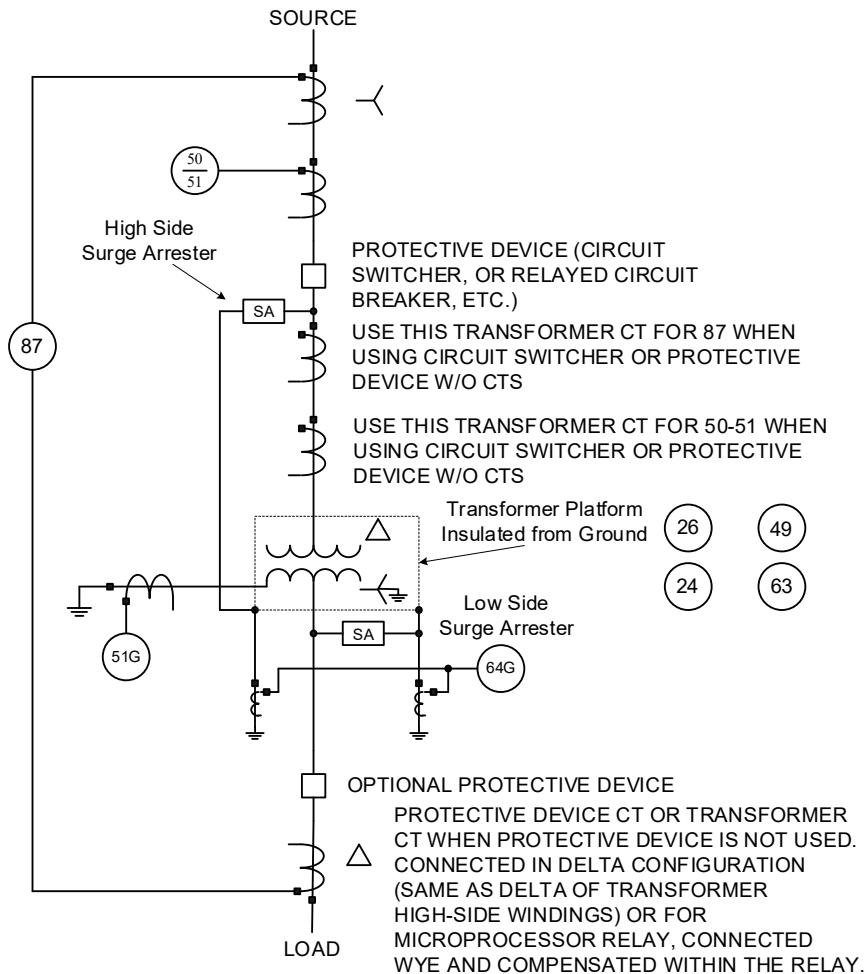 SOURCE
50
51
High Side
Surge Arrester
PROTECTIVE DEVICE (CIRCUIT
SWITCHER, OR RELAYED CIRCUIT
BREAKER, ETC.)
SA
87
USE THIS TRANSFORMER CT FOR 87 WHEN
USING CIRCUIT SWITCHER OR PROTECTIVE
DEVICE W/O CTS
USE THIS TRANSFORMER CT FOR 50-51 WHEN
USING CIRCUIT SWITCHER OR PROTECTIVE
DEVICE W/O CTS
Transformer Platform
Insulated from Ground
26
49
24
63
Low Side
Surge Arrester
SA
51G
64G
OPTIONAL PROTECTIVE DEVICE
PROTECTIVE DEVICE CT OR TRANSFORMER
CT WHEN PROTECTIVE DEVICE IS NOT USED.
CONNECTED IN DELTA CONFIGURATION
(SAME AS DELTA OF TRANSFORMER
HIGH-SIDE WINDINGS) OR FOR
MICROPROCESSOR RELAY, CONNECTED
WYE AND COMPENSATED WITHIN THE RELAY.
LOAD